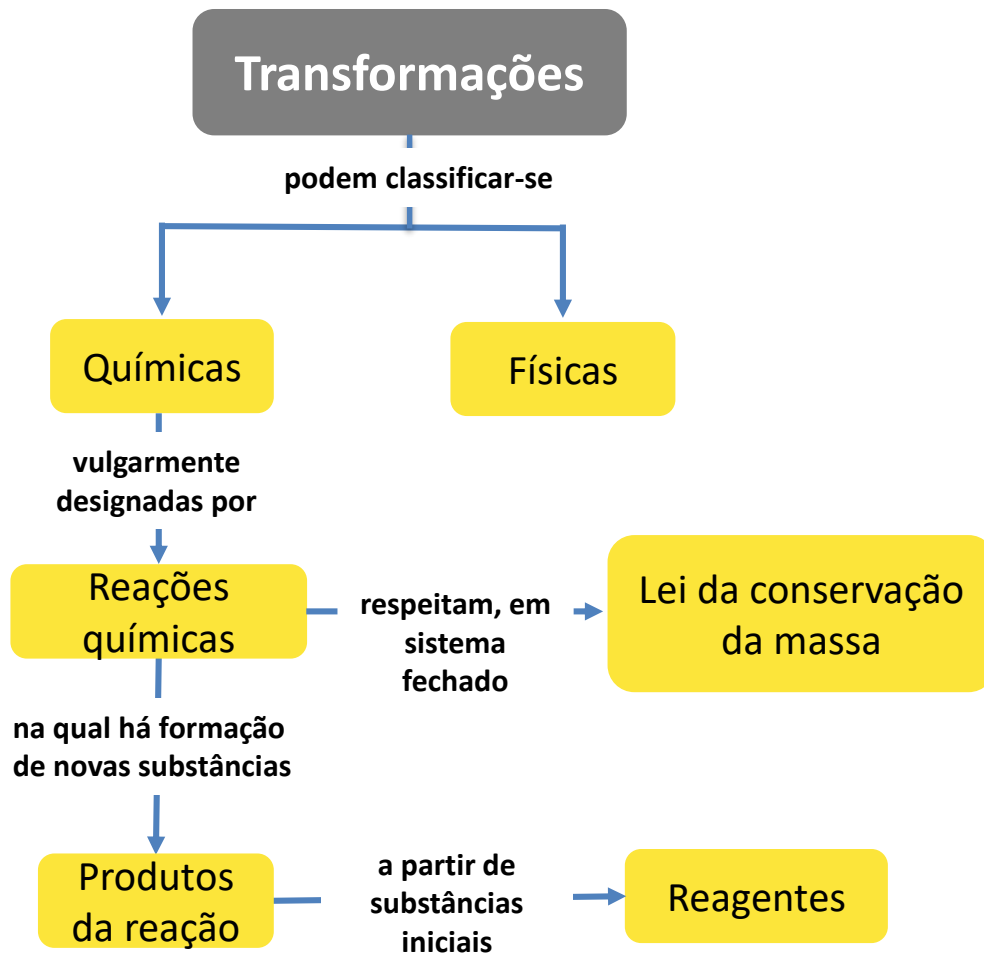 Transformações
podem classificar-se
Químicas
Físicas
vulgarmente
designadas por
Reações
químicas
respeitam, em
sistema
fechado
Lei da conservação
da massa
na qual há formação
de novas substâncias
Produtos
da reação
a partir de
substâncias
iniciais
Reagentes